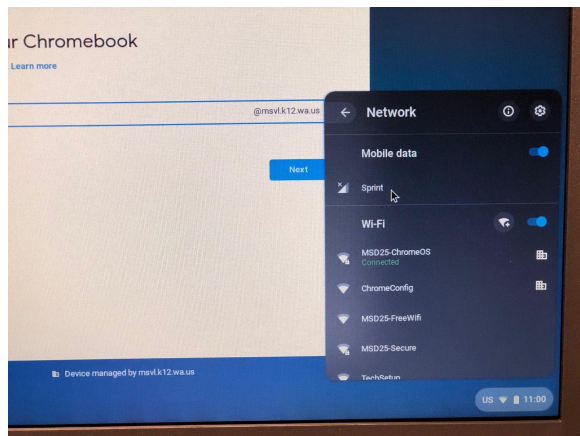 ur Chromebook
. Learn more
@msvl.k12.wa.us
Next
Device managed by msvl.k12.wa.us
Network
Mobile data
Sprint
Wi-Fi
MSD25-ChromeOS
Connected
ChromeConfig
MSD25-FreeWifi
MSD25-Secure
TechSetup
US
11:00